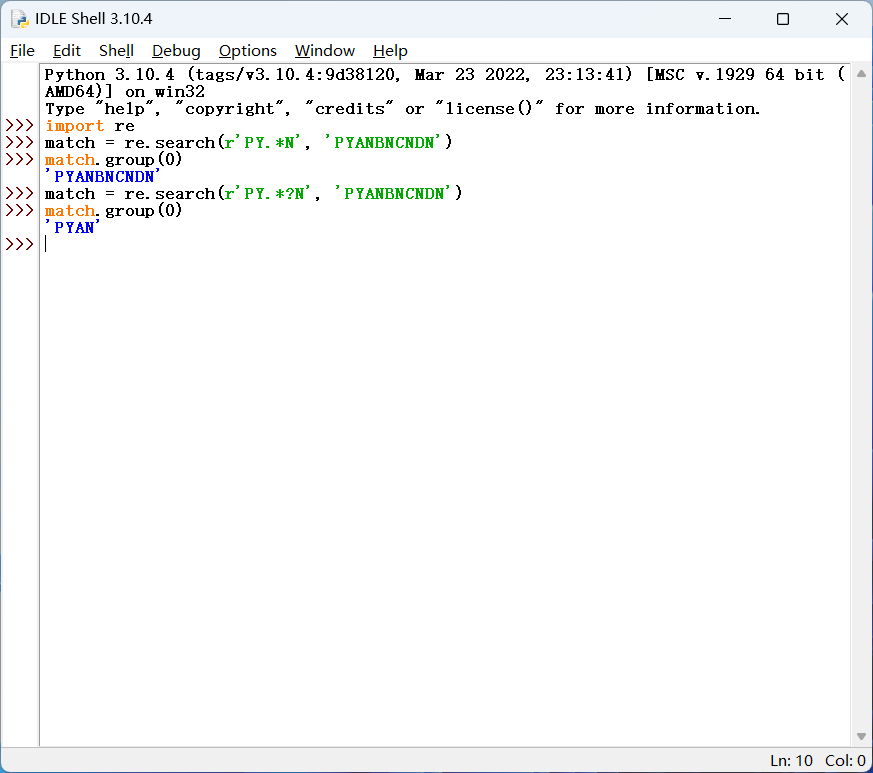 IDLE Shell 3.10.4
File Edit Shell Debug Options Window Help
Python 3.10.4 (tags/v3.10.4:9d38120, Mar 23 2022, 23:13:41) [MSC v.1929 64 bit (
AMD64)] on win32
Type "help", "copyright", "credits" or "license()" for more information.
>>> import re
>>> match = re.search(r'PY.*N', 'PYANBNCNDN')
>>> match.group(0)
'PYANBNCNDN'
>>> match = re.search(r'PY.*?N', 'PYANBNCNDN')
>>> match.group(0)
'PYAN'
>>>
Ln: 10 Col: 0